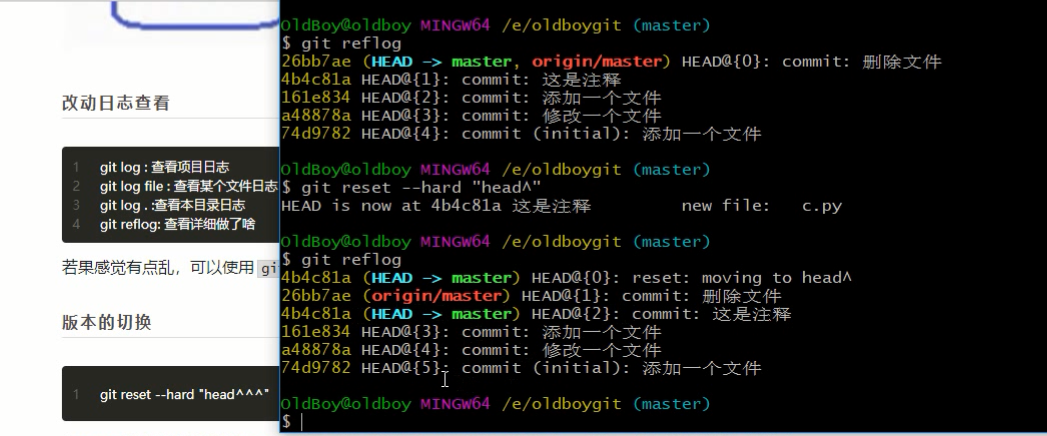 改动日志查看
1 git log : 查看项目日志
2 git log file : 查看某个文件日志
3 git log . :查看本目录日志
4 git reflog: 查看详细做了啥
若果感觉有点乱，可以使用 gi
版本的切换
1 git reset --hard "head^^^"
OldBoy@oldboy MINGW64 /e/oldboygit (master)
$ git reflog
26bb7ae (HEAD -> master, origin/master) HEAD@{0}: commit: 删除文件
4b4c81a HEAD@{1}: commit: 这是注释
161e834 HEAD@{2}: commit: 添加一个文件
a48878a HEAD@{3}: commit: 修改一个文件
74d9782 HEAD@{4}: commit (initial): 添加一个文件
OldBoy@oldboy MINGW64 /e/oldboygit (master)
$ git reset --hard "head^"
HEAD is now at 4b4c81a 这是注释 new file: c.py
OldBoy@oldboy MINGW64 /e/oldboygit (master)
$ git reflog
4b4c81a (HEAD -> master) HEAD@{0}: reset: moving to head^
26bb7ae (origin/master) HEAD@{1}: commit: 删除文件
4b4c81a (HEAD -> master) HEAD@{2}: commit: 这是注释
161e834 HEAD@{3}: commit: 添加一个文件
a48878a HEAD@{4}: commit: 修改一个文件
74d9782 HEAD@{5}: commit (initial): 添加一个文件
OldBoy@oldboy MINGW64 /e/oldboygit (master)
$